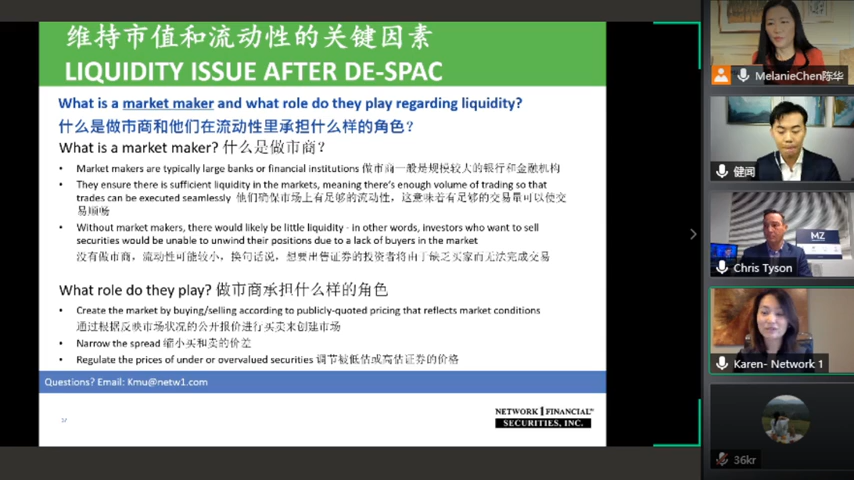 维持市值和流动性的关键因素
LIQUIDITY ISSUE AFTER DE-SPAC
What is a market maker and what role do they play regarding liquidity?
什么是做市商和他们在流动性里承担什么样的角色？
What is a market maker? 什么是做市商？
• Market makers are typically large banks or financial institutions 做市商一般是规模较大的银行和金融机构
• They ensure there is sufficient liquidity in the markets, meaning there's enough volume of trading so that
trades can be executed seamlessly 他们确保市场上有足够的流动性，这意味着有足够的交易量可以使交
易顺畅
• Without market makers, there would likely be little liquidity - in other words, investors who want to sell
securities would be unable to unwind their positions due to a lack of buyers in the market
没有做市商，流动性可能较小，换句话说，想要出售证券的投资者将由于缺乏买家而无法完成交易
What role do they play? 做市商承担什么样的角色
• Create the market by buying/selling according to publicly-quoted pricing that reflects market conditions
通过根据反映市场状况的公开报价进行买卖来创建市场
• Narrow the spread 缩小买和卖的价差
• Regulate the prices of under or overvalued securities 调节被低估或高估证券的价格
Questions? Email: Kmu@netw1.com
NETWORK 1 FINANCIAL
SECURITIES, INC.
MelanieChen陈华
健闻
MZ
Chris Tyson
Karen- Network 1
36kr